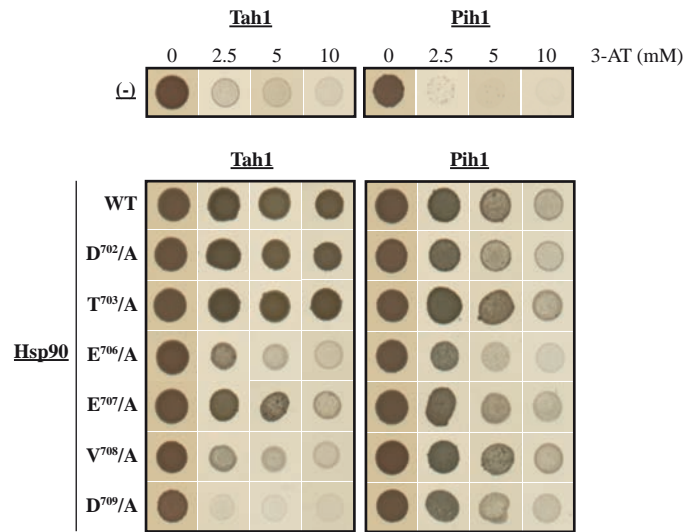 Tah1 Pih1
0 2.5 5 10 0 2.5 5 10 3-AT (mM)
(-)
Tah1 Pih1
WT
D⁷⁰²/A
T⁷⁰³/A
Hsp90 E⁷⁰⁶/A
E⁷⁰⁷/A
V⁷⁰⁸/A
D⁷⁰⁹/A